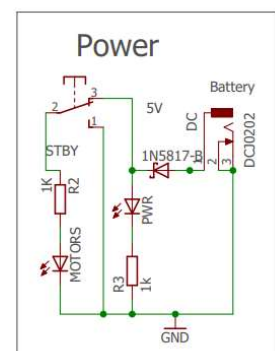 Power
Battery
3
2
1
5V
1N5817-B
DC
1
2
3
DCJ0202
STBY
1K
R2
MOTORS
PWR
R3
1k
GND